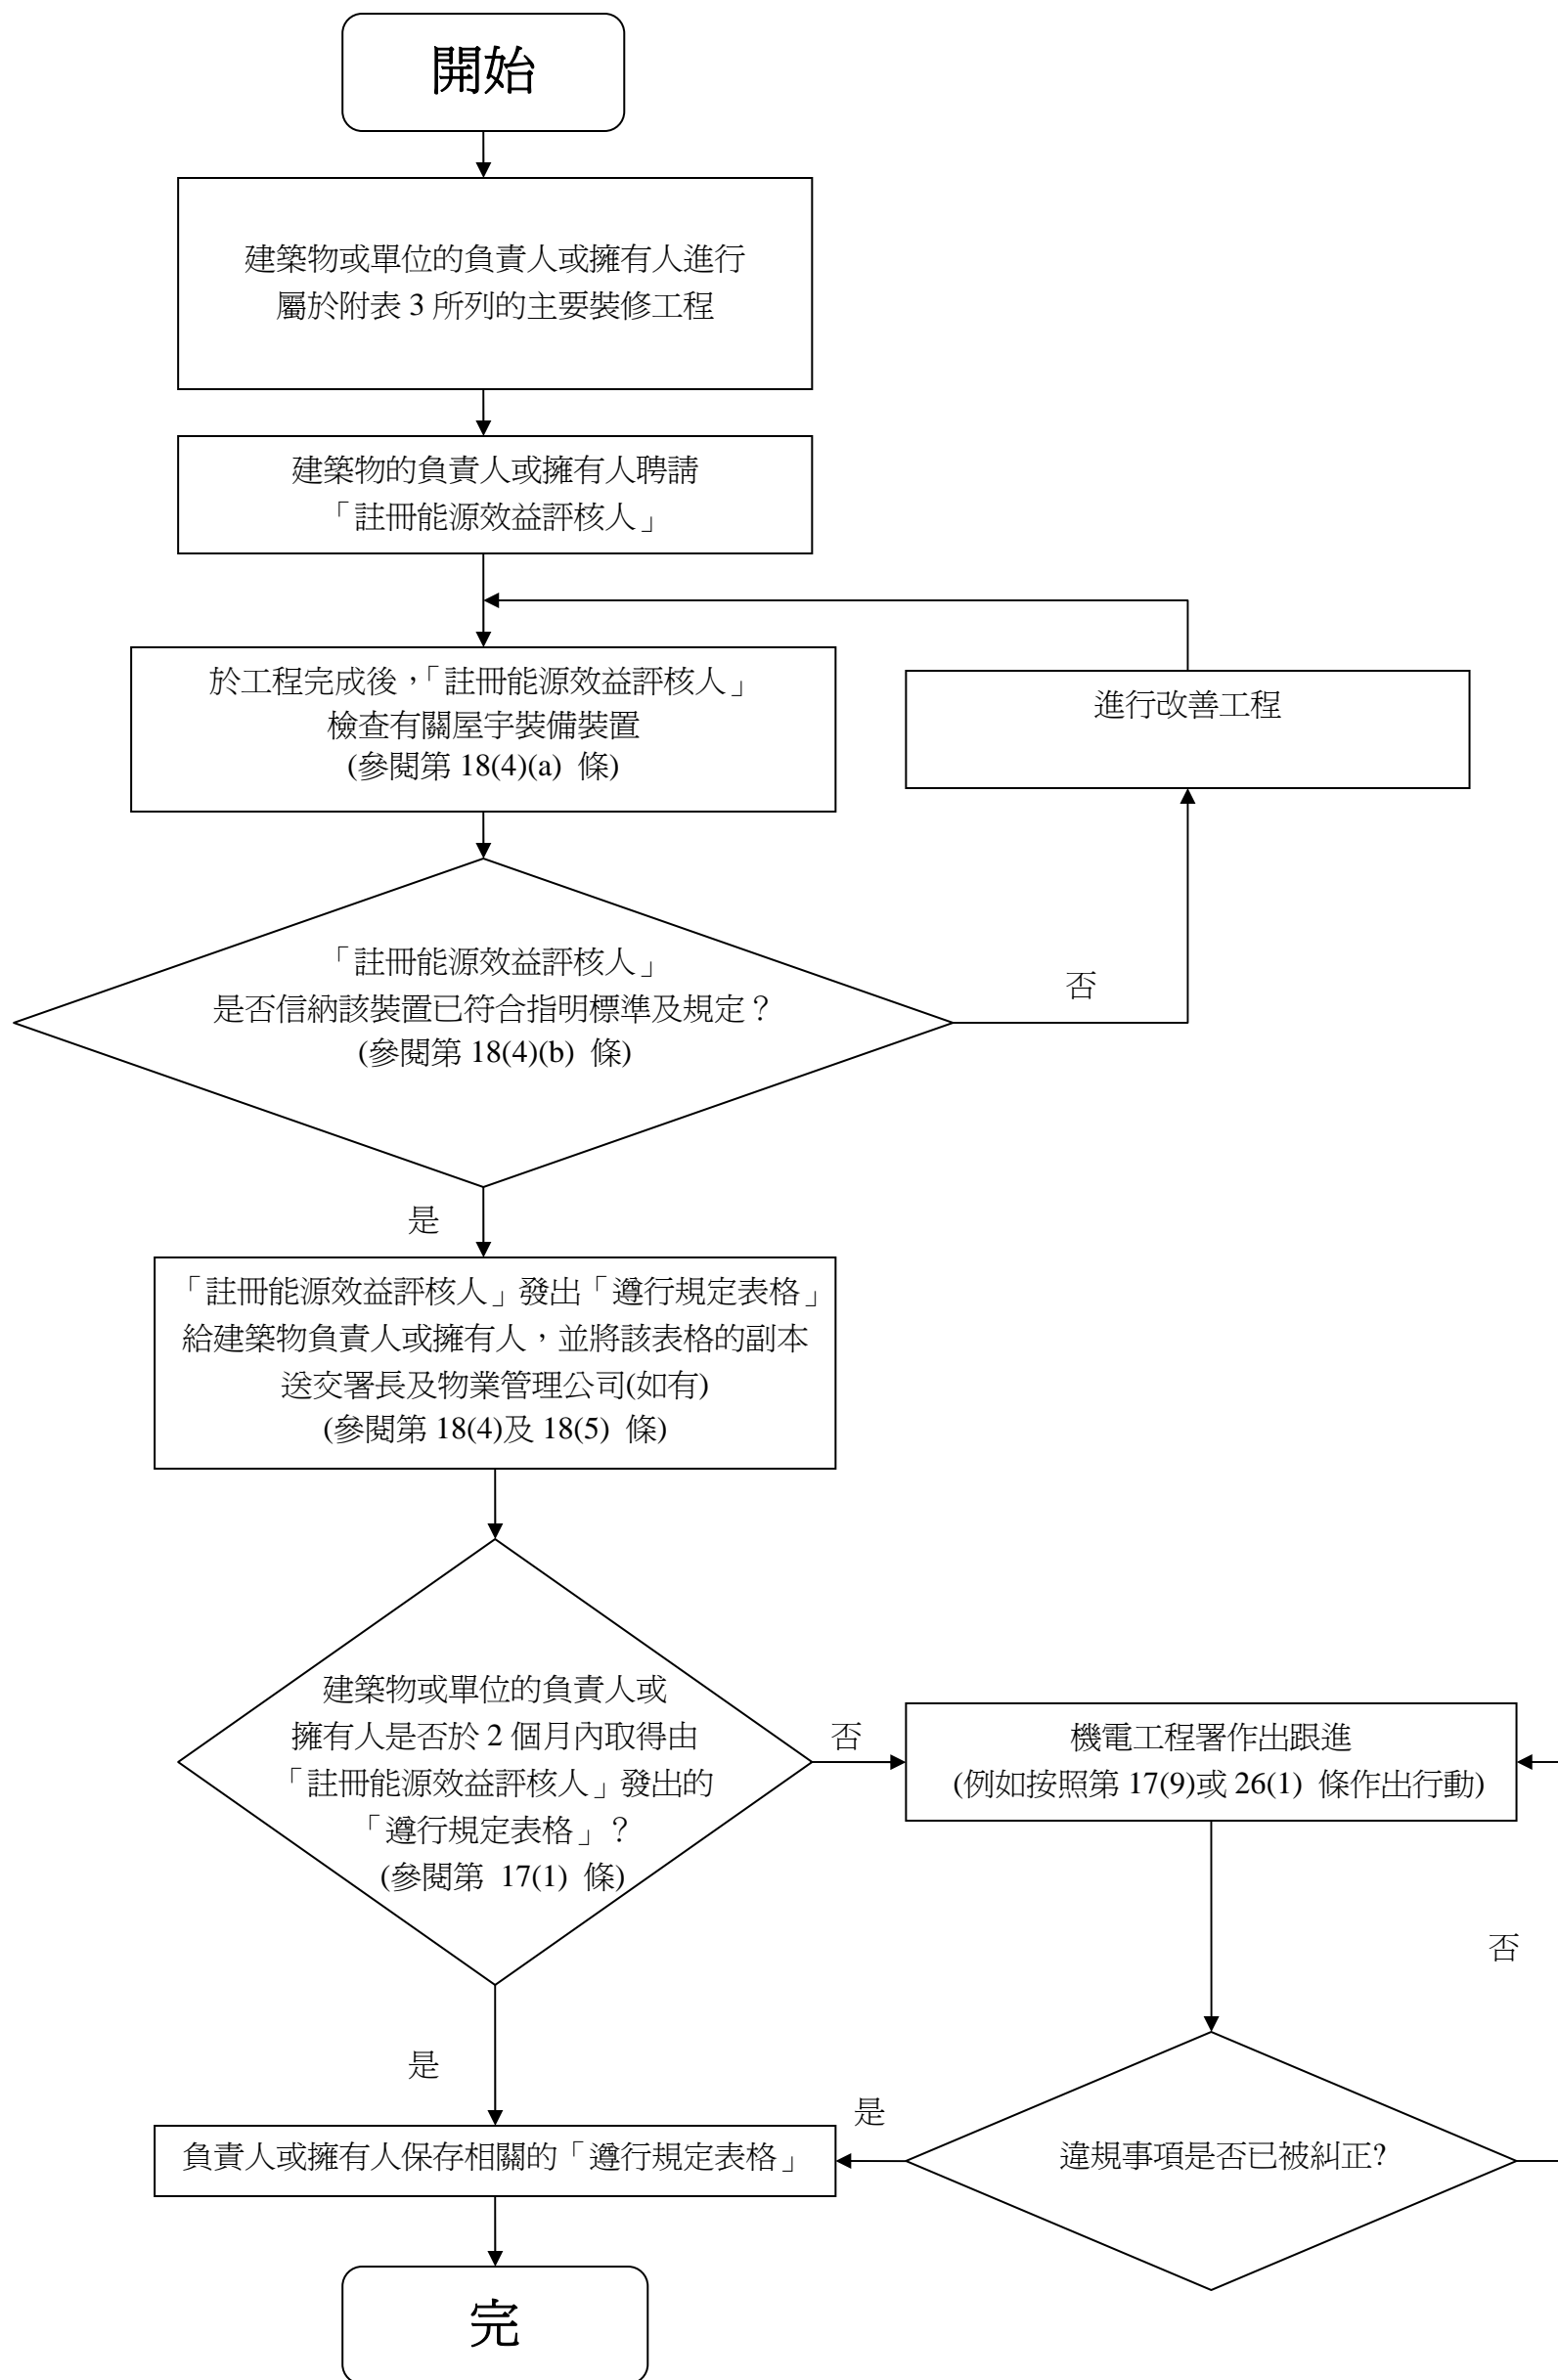 開始
建築物或單位的負責人或擁有人進行
屬於附表 3 所列的主要裝修工程
建築物的負責人或擁有人聘請
「註冊能源效益評核人」
於工程完成後，「註冊能源效益評核人」
檢查有關屋宇裝備裝置
(參閱第 18(4)(a) 條)
進行改善工程
「註冊能源效益評核人」
是否信納該裝置已符合指明標準及規定？
(參閱第 18(4)(b) 條)
否
是
「註冊能源效益評核人」發出「遵行規定表格」
給建築物負責人或擁有人，並將該表格的副本
送交署長及物業管理公司(如有)
(參閱第 18(4)及 18(5) 條)
建築物或單位的負責人或
擁有人是否於 2 個月內取得由
「註冊能源效益評核人」發出的
「遵行規定表格」？
(參閱第 17(1) 條)
否
機電工程署作出跟進
(例如按照第 17(9)或 26(1) 條作出行動)
否
是
是
違規事項是否已被糾正?
負責人或擁有人保存相關的「遵行規定表格」
完